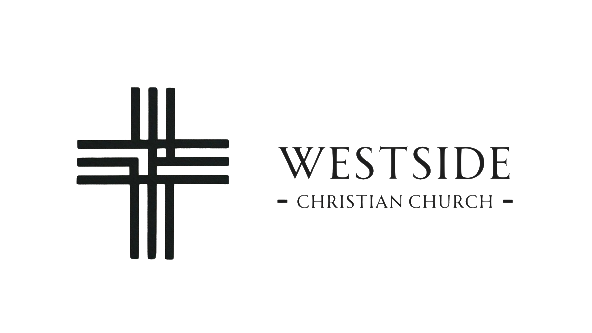 WESTSIDE
- CHRISTIAN CHURCH -